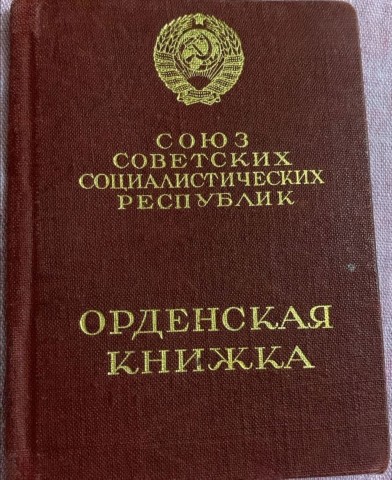 СОЮЗ
СОВЕТСКИХ
СОЦИАЛИСТИЧЕСКИХ
РЕСПУБЛИК
ОРДЕНСКАЯ
КНИЖКА